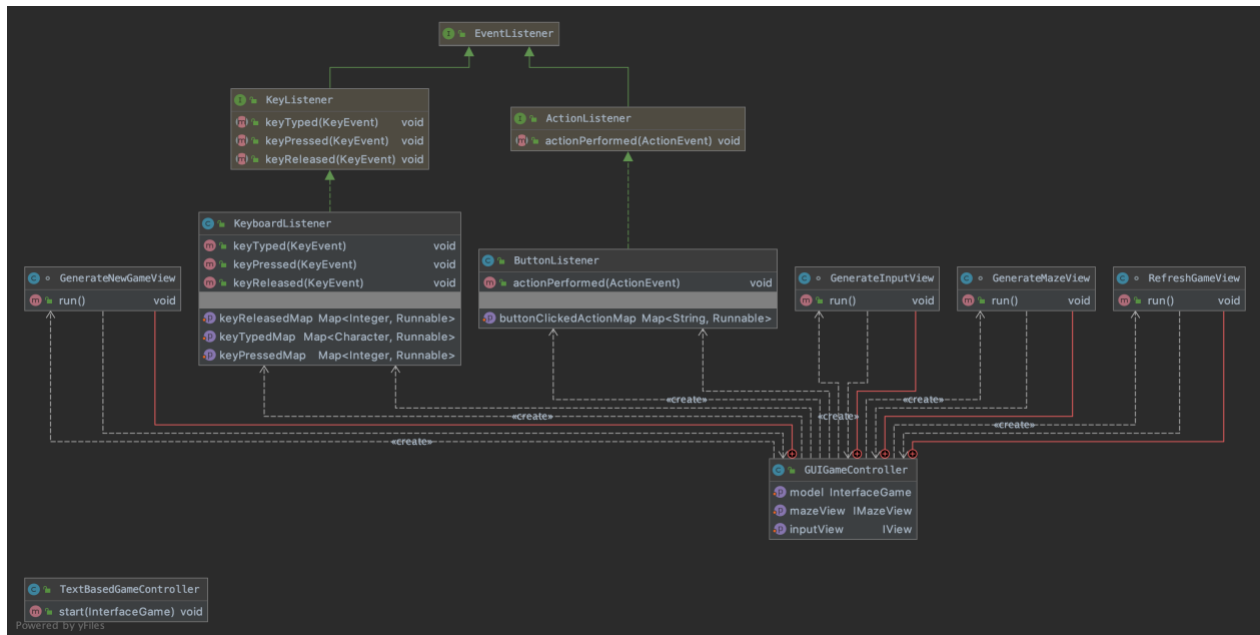 EventListener
KeyListener
keyTyped(KeyEvent) void
keyPressed(KeyEvent) void
keyReleased(KeyEvent) void
ActionListener
actionPerformed(ActionEvent) void
KeyboardListener
keyTyped(KeyEvent) void
keyPressed(KeyEvent) void
keyReleased(KeyEvent) void
keyReleasedMap Map<Integer, Runnable>
keyTypedMap Map<Character, Runnable>
keyPressedMap Map<Integer, Runnable>
ButtonListener
actionPerformed(ActionEvent) void
buttonClickedActionMap Map<String, Runnable>
GenerateNewGameView
run() void
GenerateInputView
run() void
GenerateMazeView
run() void
RefreshGameView
run() void
«create»
«create»
«create»
«create»
«create»
«create»
GUIGameController
model InterfaceGame
mazeView IMazeView
inputView IView
TextBasedGameController
start(InterfaceGame) void
Powered by yFiles